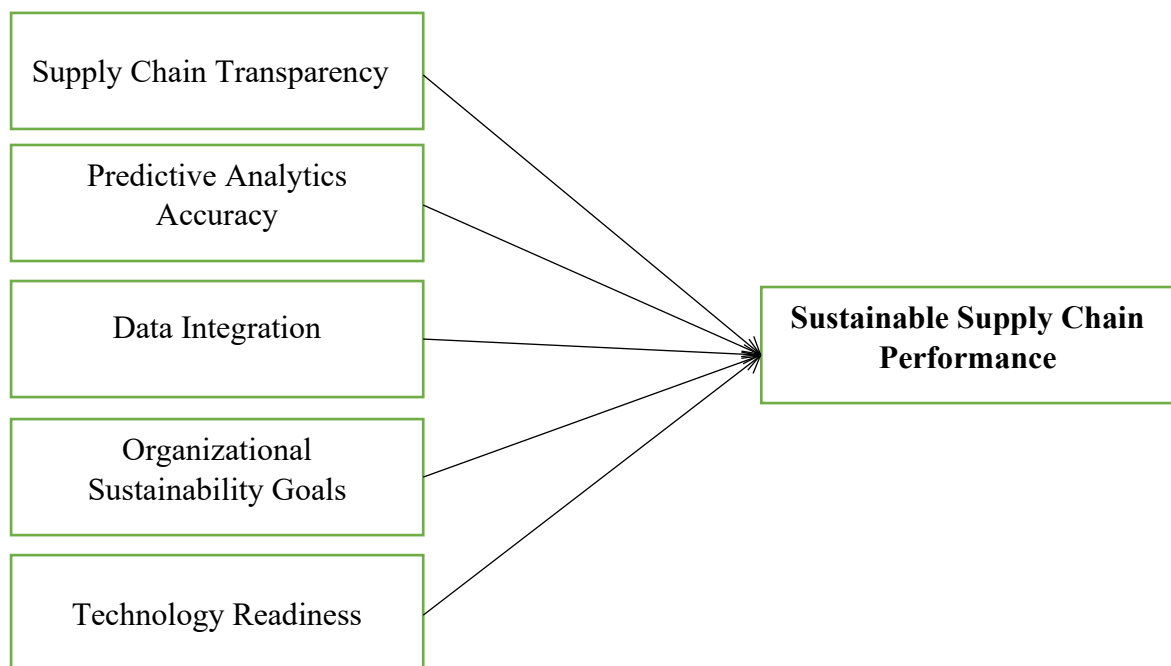 Supply Chain Transparency
Predictive Analytics
Accuracy
Data Integration
Organizational
Sustainability Goals
Technology Readiness
Sustainable Supply Chain
Performance